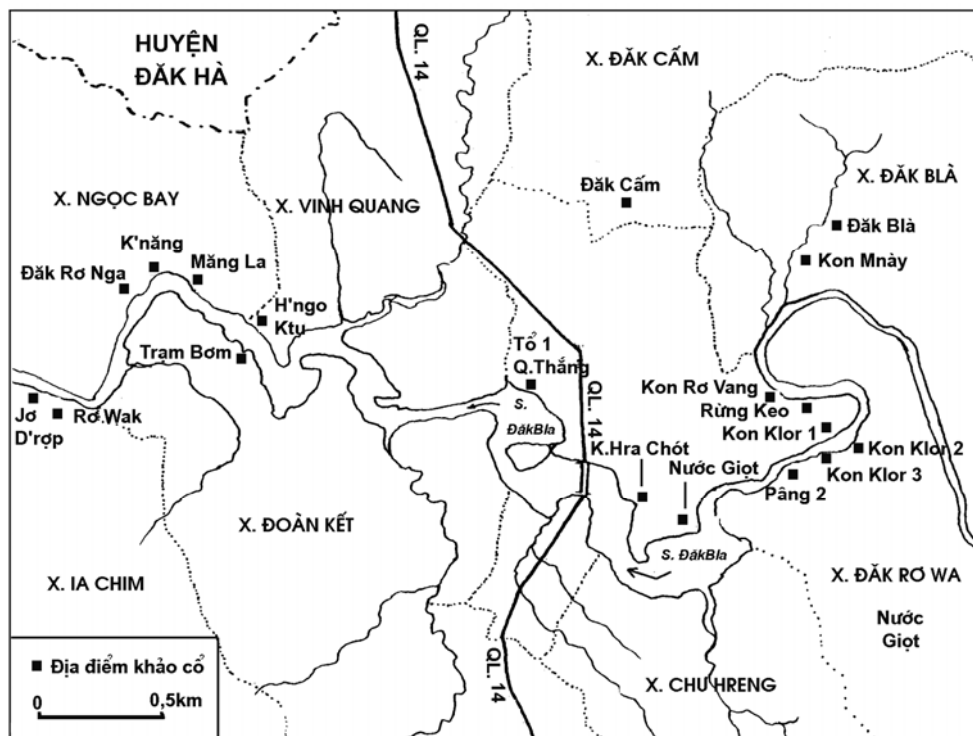 HUYỆN
ĐĂK HÀ
QL. 14
X. ĐĂK CẤM
X. NGỌC BAY
X. VINH QUANG
Đăk Cấm
X. ĐĂK BLÀ
Đăk Blà
Kon Mnày
K'năng
Măng La
Đăk Rơ Nga
H'ngo
Ktu
Trạm Bơm
Tổ 1
Q.Thắng
QL. 14
S.
ĐăkBla
Jơ
D'rợp
Rơ Wak
Kon Rơ Vang
Rừng Keo
Kon Klor 1
Kon Klor 2
Kon Klor 3
Pâng 2
K.Hra Chót
Nước Giọt
S. ĐăkBla
X. ĐOÀN KẾT
X. IA CHIM
X. ĐĂK RƠ WA
Nước
Giọt
X. CHƯ HRENG
QL. 14
Địa điểm khảo cổ
0 0,5km